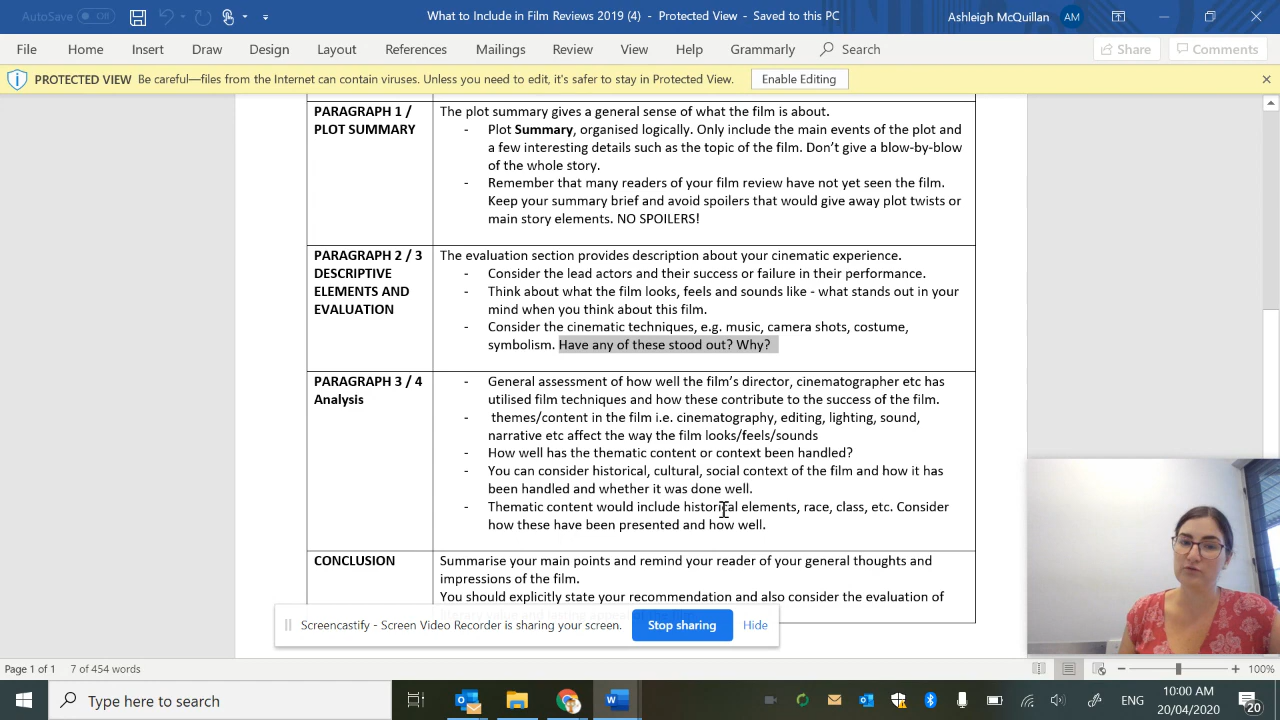 AutoSave Off
What to Include in Film Reviews 2019 (4) - Protected View - Saved to this PC
Ashleigh McQuillan AM
File Home Insert Draw Design Layout References Mailings Review View Help Grammarly Search Share Comments
PROTECTED VIEW Be careful—files from the Internet can contain viruses. Unless you need to edit, it's safer to stay in Protected View. Enable Editing
PARAGRAPH 1 /
PLOT SUMMARY
The plot summary gives a general sense of what the film is about.
- Plot Summary, organised logically. Only include the main events of the plot and
a few interesting details such as the topic of the film. Don't give a blow-by-blow
of the whole story.
- Remember that many readers of your film review have not yet seen the film.
Keep your summary brief and avoid spoilers that would give away plot twists or
main story elements. NO SPOILERS!
PARAGRAPH 2 / 3
DESCRIPTIVE
ELEMENTS AND
EVALUATION
The evaluation section provides description about your cinematic experience.
- Consider the lead actors and their success or failure in their performance.
- Think about what the film looks, feels and sounds like - what stands out in your
mind when you think about this film.
- Consider the cinematic techniques, e.g. music, camera shots, costume,
symbolism. Have any of these stood out? Why?
PARAGRAPH 3 / 4
Analysis
- General assessment of how well the film's director, cinematographer etc has
utilised film techniques and how these contribute to the success of the film.
- themes/content in the film i.e. cinematography, editing, lighting, sound,
narrative etc affect the way the film looks/feels/sounds
- How well has the thematic content or context been handled?
- You can consider historical, cultural, social context of the film and how it has
been handled and whether it was done well.
- Thematic content would include historical elements, race, class, etc. Consider
how these have been presented and how well.
CONCLUSION
Summarise your main points and remind your reader of your general thoughts and
impressions of the film.
You should explicitly state your recommendation and also consider the evaluation of
Screencastify - Screen Video Recorder is sharing your screen. Stop sharing Hide
Page 1 of 1 7 of 454 words 100%
Type here to search
ENG
10:00 AM
20/04/2020
20